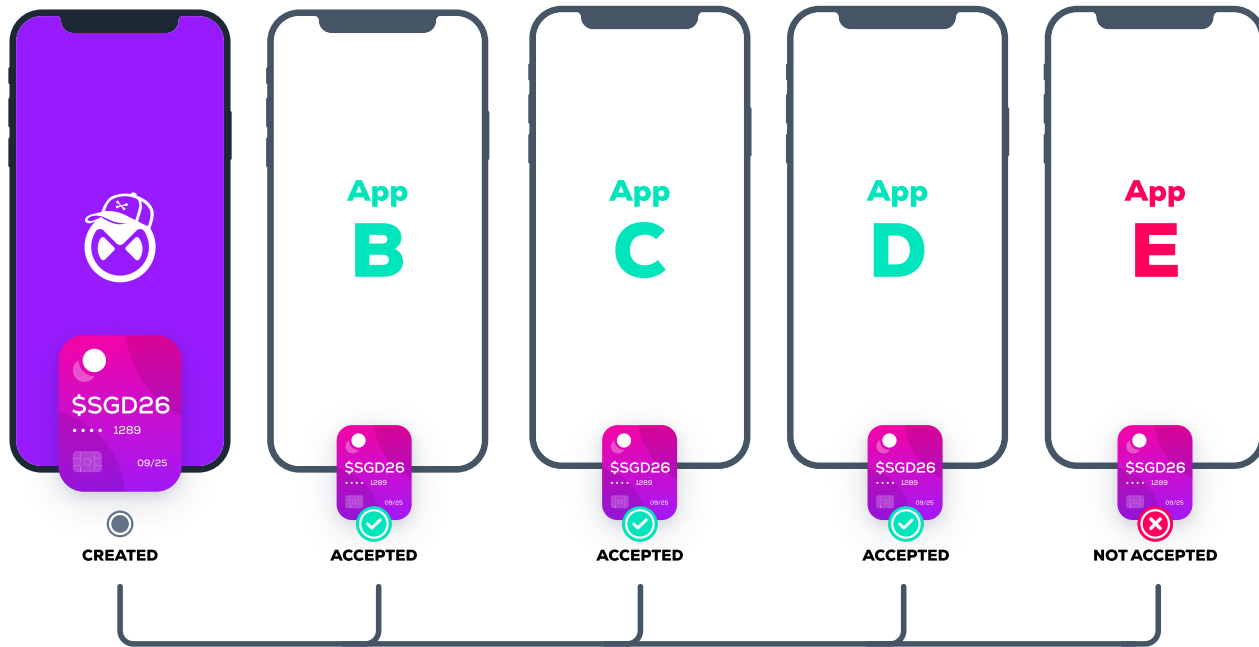 $SGD26
•••• 1289
09/25
CREATED
App
B
$SGD26
•••• 1289
09/25
ACCEPTED
App
C
$SGD26
•••• 1289
09/25
ACCEPTED
App
D
$SGD26
•••• 1289
09/25
ACCEPTED
App
E
$SGD26
•••• 1289
09/25
NOT ACCEPTED